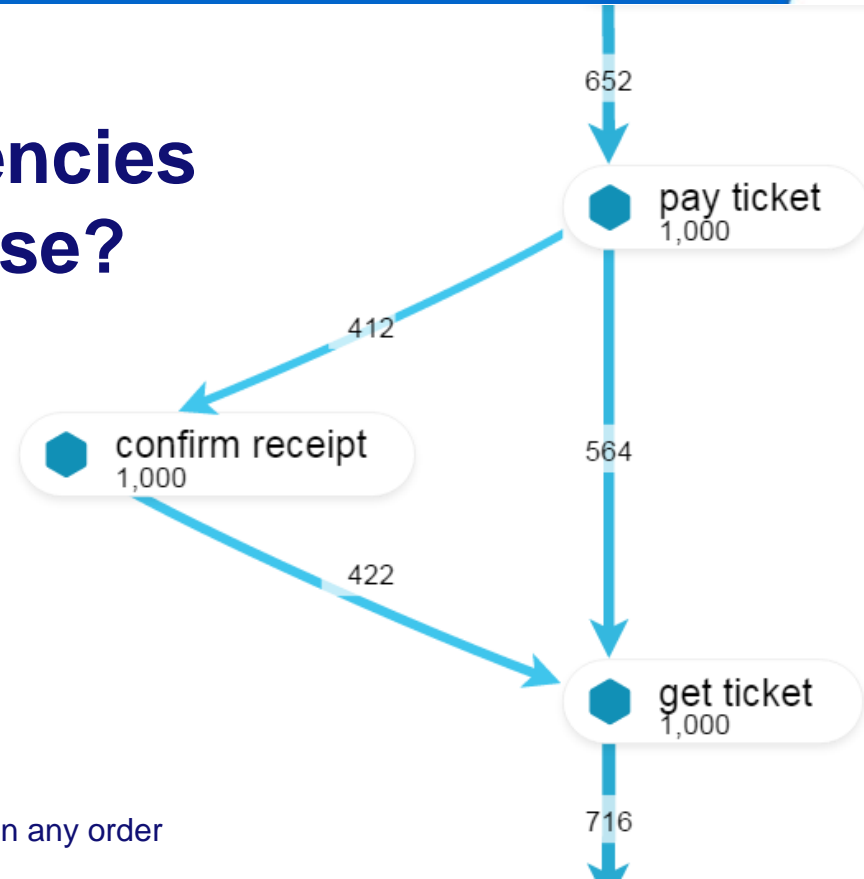 652
encies
se?
pay ticket
1,000
412
confirm receipt
1,000
564
422
get ticket
1,000
n any order
716